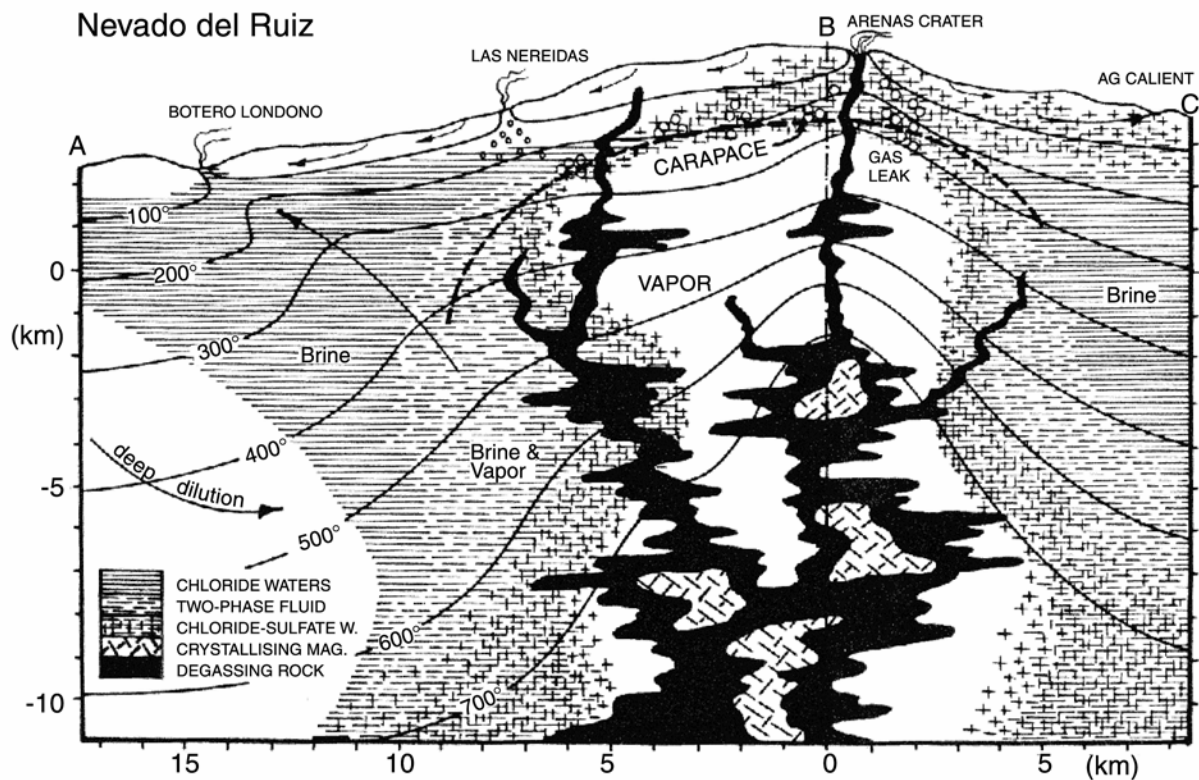 Nevado del Ruiz
B
ARENAS CRATER
LAS NEREIDAS
AG CALIENT
BOTERO LONDONO
A
C
CARAPACE
GAS
LEAK
100°
0
200°
VAPOR
Brine
(km)
300°
Brine
400°
Brine &
Vapor
deep dilution
-5
500°
CHLORIDE WATERS
TWO-PHASE FLUID
CHLORIDE-SULFATE W.
CRYSTALLISING MAG.
DEGASSING ROCK
600°
700°
-10
15 10 5 0 5 (km)